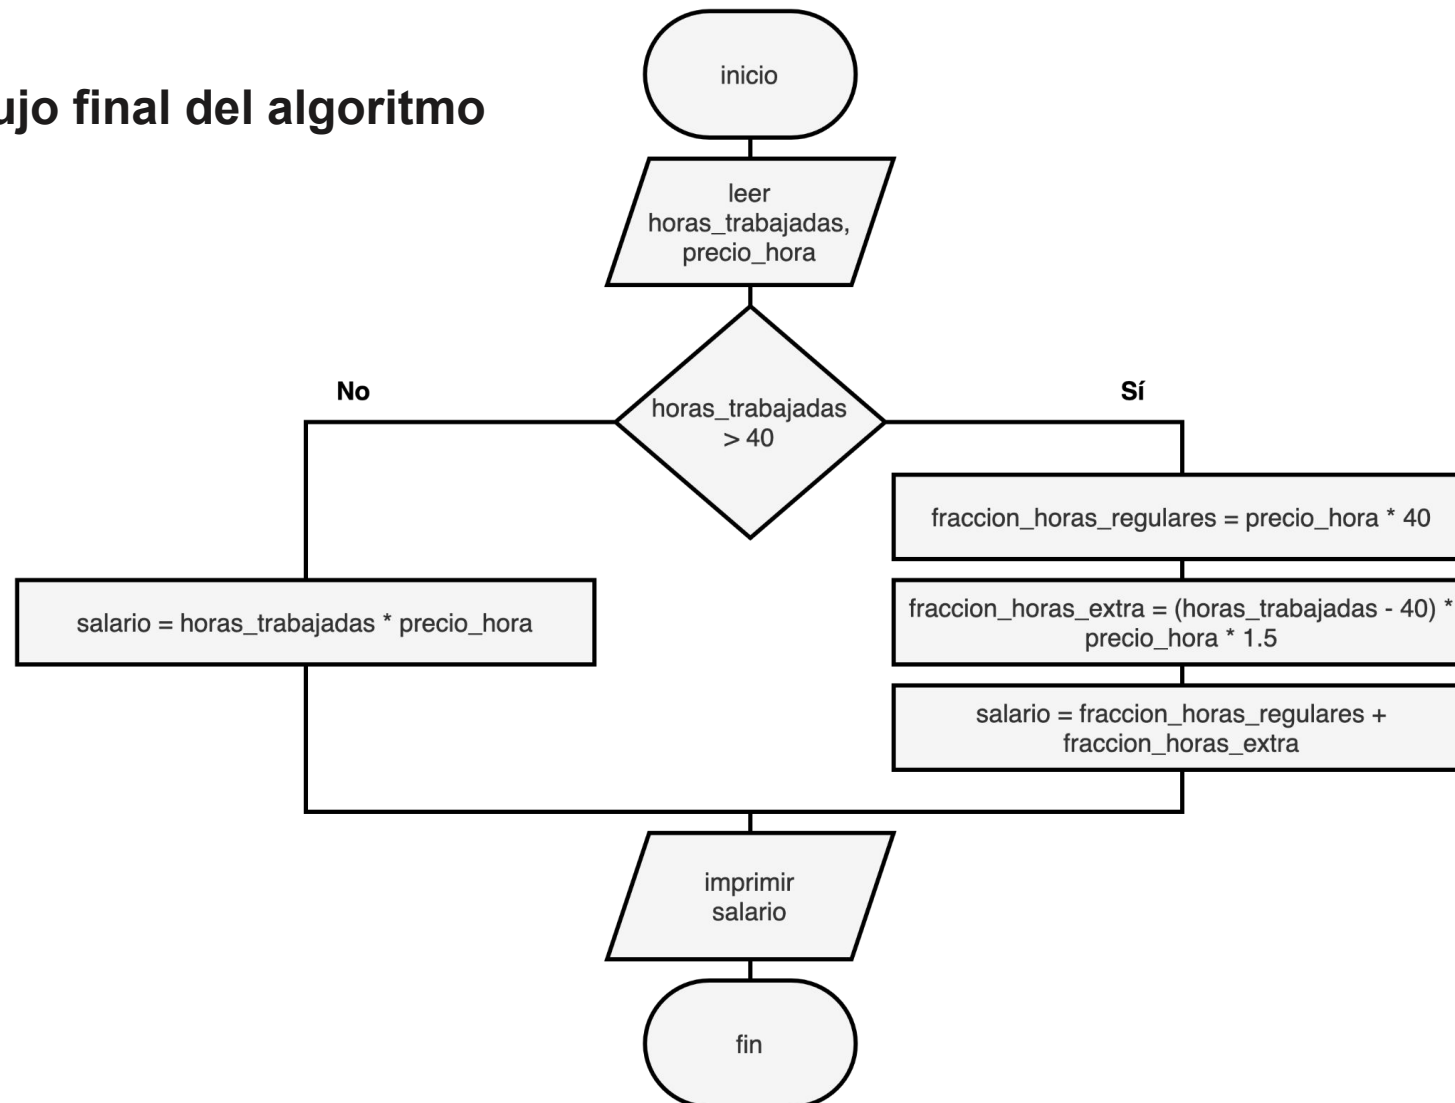 ujo final del algoritmo
inicio
leer
horas_trabajadas,
precio_hora
horas_trabajadas
> 40
No
salario = horas_trabajadas * precio_hora
Sí
fraccion_horas_regulares = precio_hora * 40
fraccion_horas_extra = (horas_trabajadas - 40) *
precio_hora * 1.5
salario = fraccion_horas_regulares +
fraccion_horas_extra
imprimir
salario
fin